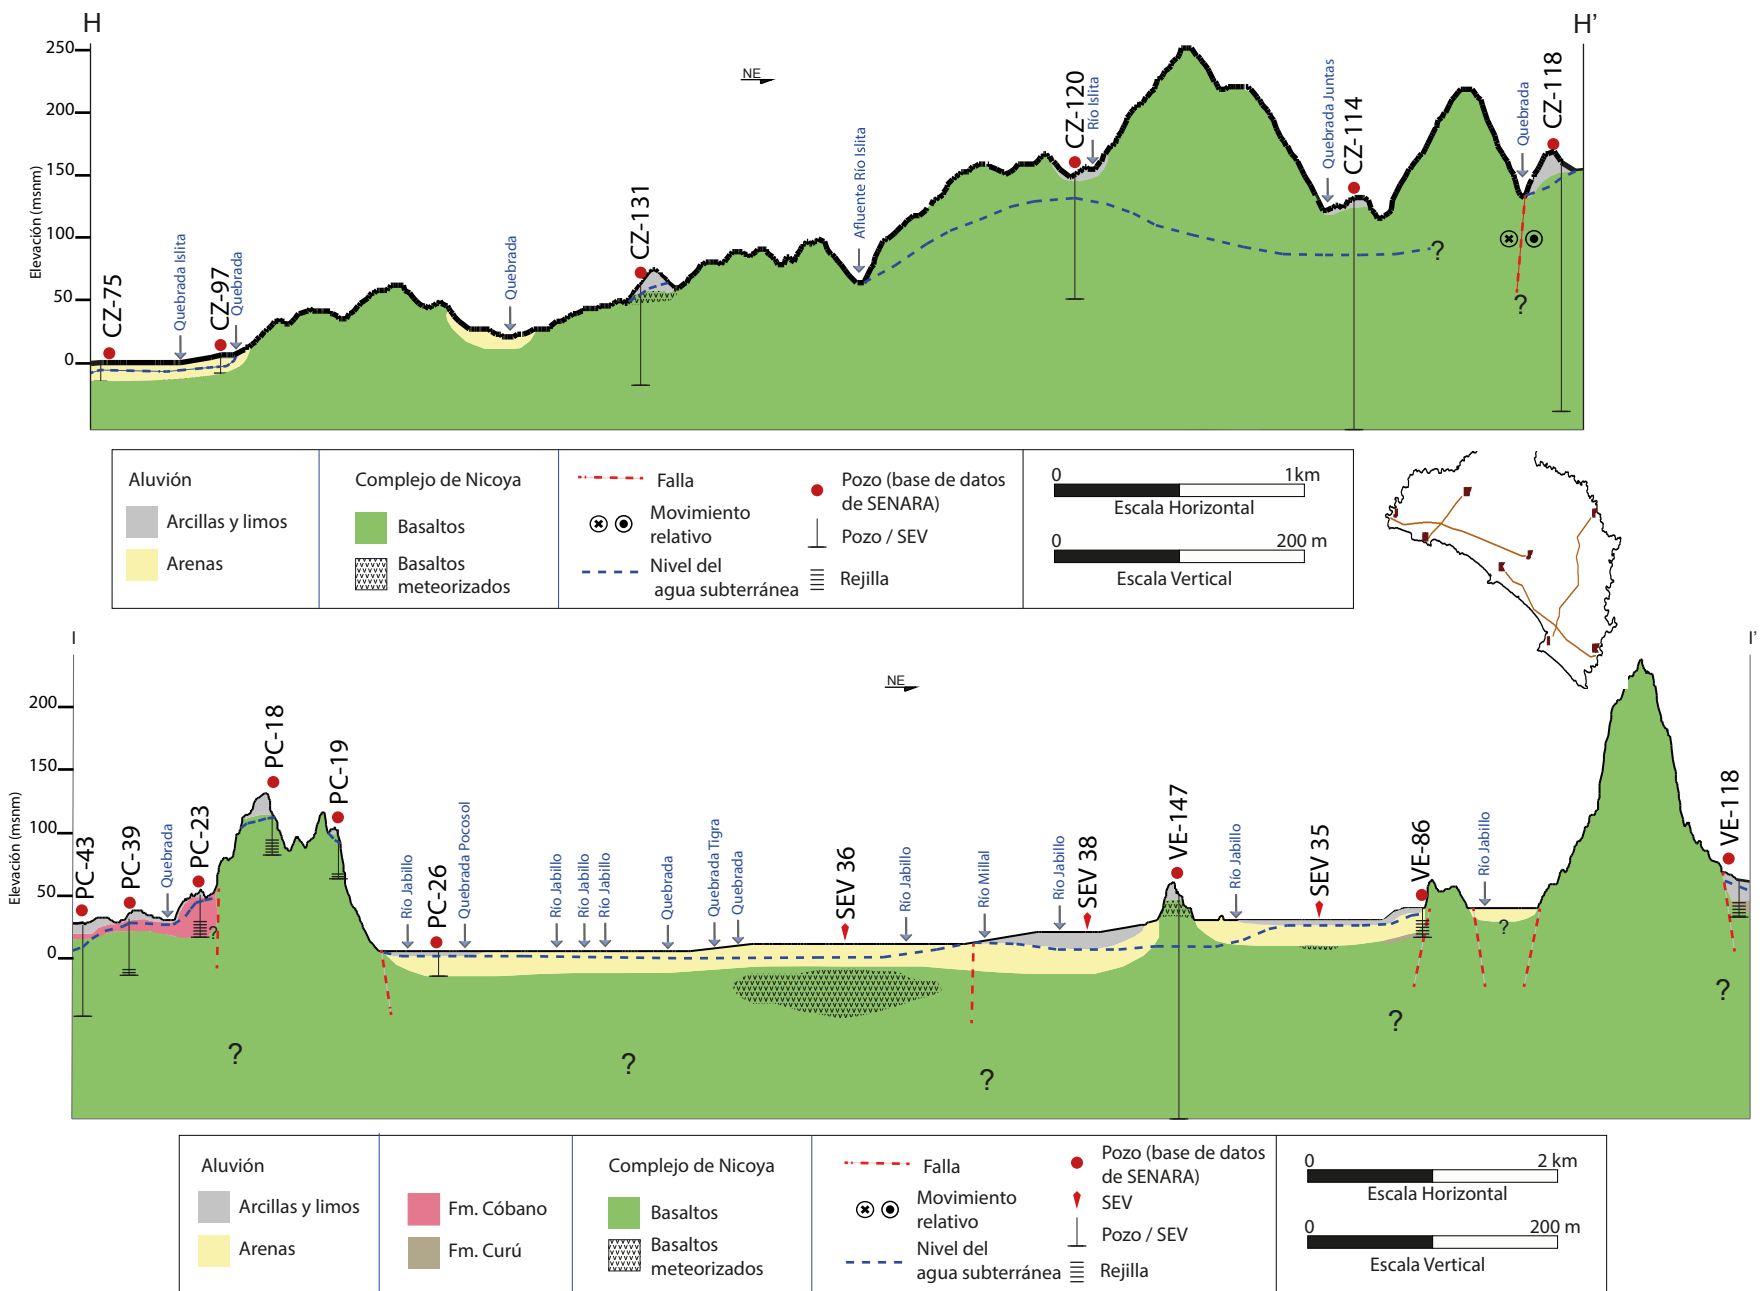 H
H'
250
200
150
100
50
0
Elevación (msnm)
NE
CZ-75
Quebrada Islita
CZ-97
Quebrada
Quebrada
CZ-131
Afluente Río Islita
CZ-120
Río Islita
Quebrada Juntas
CZ-114
Quebrada
CZ-118
?
?
Aluvión
Arcillas y limos
Arenas
Complejo de Nicoya
Basaltos
Basaltos
meteorizados
Falla
Movimiento
relativo
Nivel del
agua subterránea
Pozo (base de datos
de SENARA)
Pozo / SEV
Rejilla
0
1km
Escala Horizontal
0
200 m
Escala Vertical
I
I'
200
150
100
50
0
Elevación (msnm)
NE
PC-43
PC-39
Quebrada
PC-23
PC-18
PC-19
Río Jabillo
PC-26
Quebrada Pocosol
Río Jabillo
Río Jabillo
Río Jabillo
Quebrada
Quebrada Tigra
Quebrada
SEV 36
Río Jabillo
Río Millal
Río Jabillo
SEV 38
VE-147
Río Jabillo
SEV 35
VE-86
Río Jabillo
VE-118
?
?
?
?
?
?
?
Aluvión
Arcillas y limos
Arenas
Fm. Cóbano
Fm. Curú
Complejo de Nicoya
Basaltos
Basaltos
meteorizados
Falla
Movimiento
relativo
Nivel del
agua subterránea
Pozo (base de datos
de SENARA)
SEV
Pozo / SEV
Rejilla
0
2 km
Escala Horizontal
0
200 m
Escala Vertical